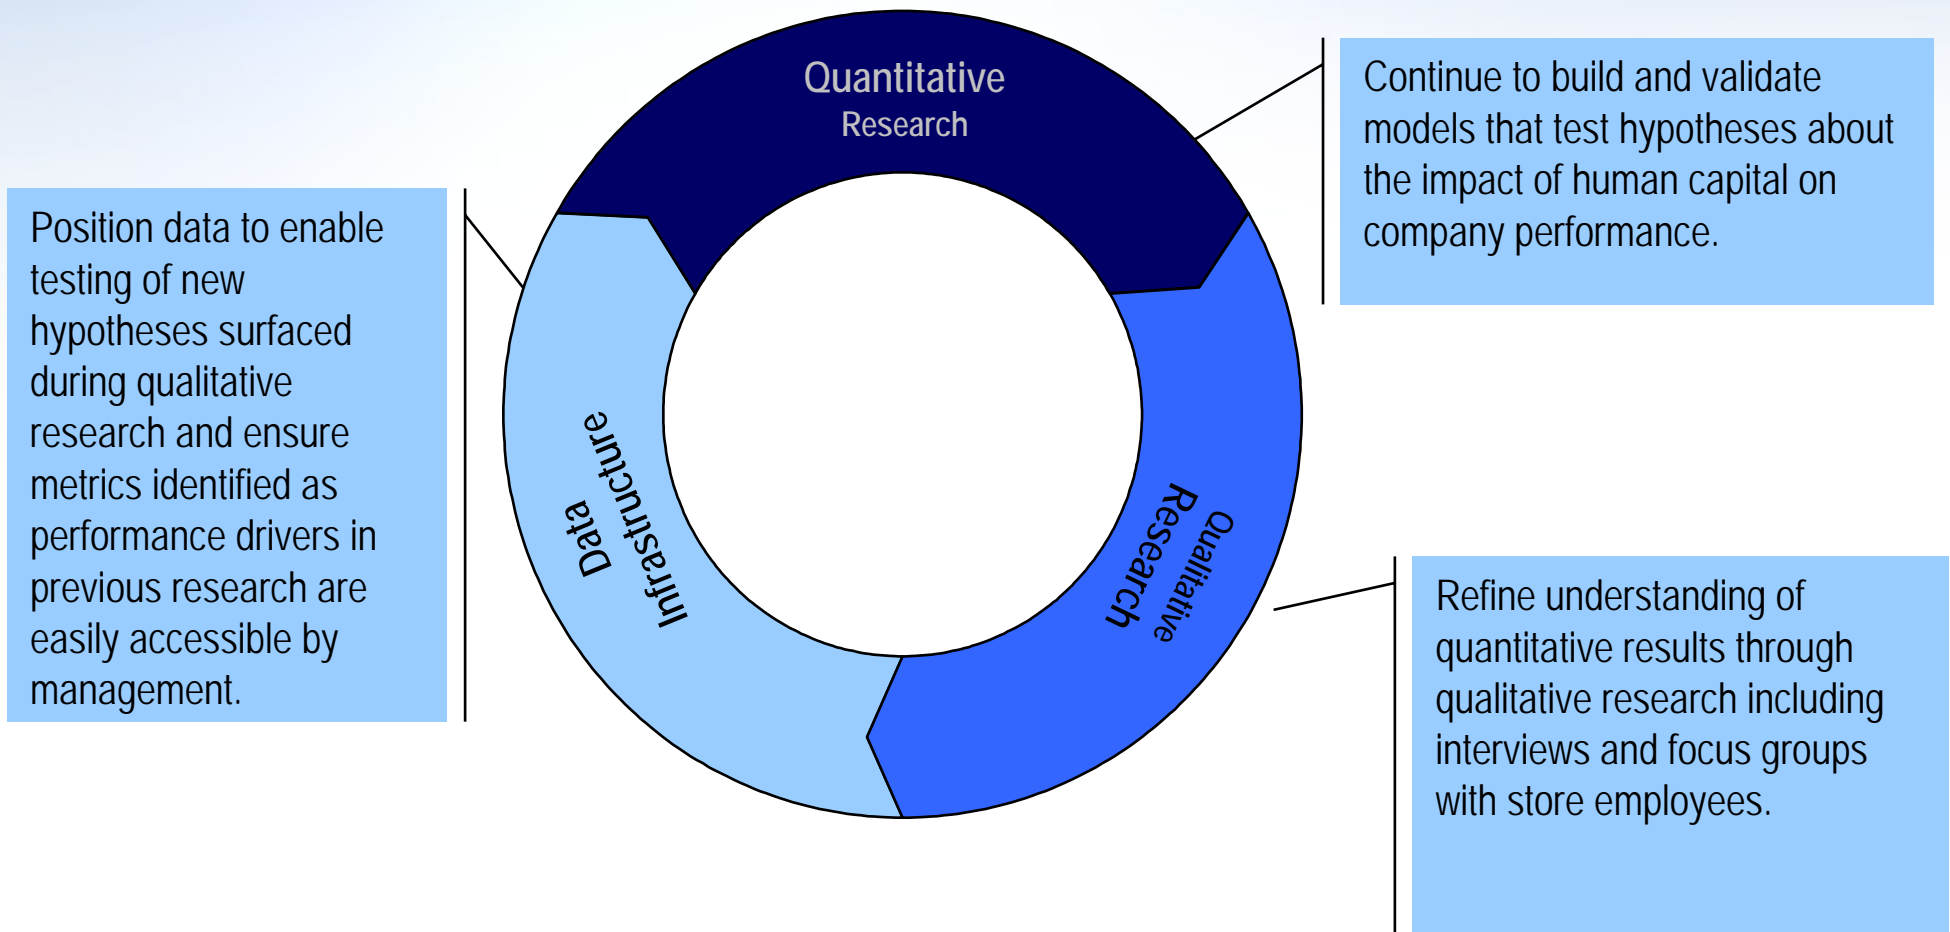 Quantitative
Research
Continue to build and validate
models that test hypotheses about
the impact of human capital on
company performance.
Position data to enable
testing of new
hypotheses surfaced
during qualitative
research and ensure
metrics identified as
performance drivers in
previous research are
easily accessible by
management.
Data
Infrastructure
Qualitative
Research
Refine understanding of
quantitative results through
qualitative research including
interviews and focus groups
with store employees.